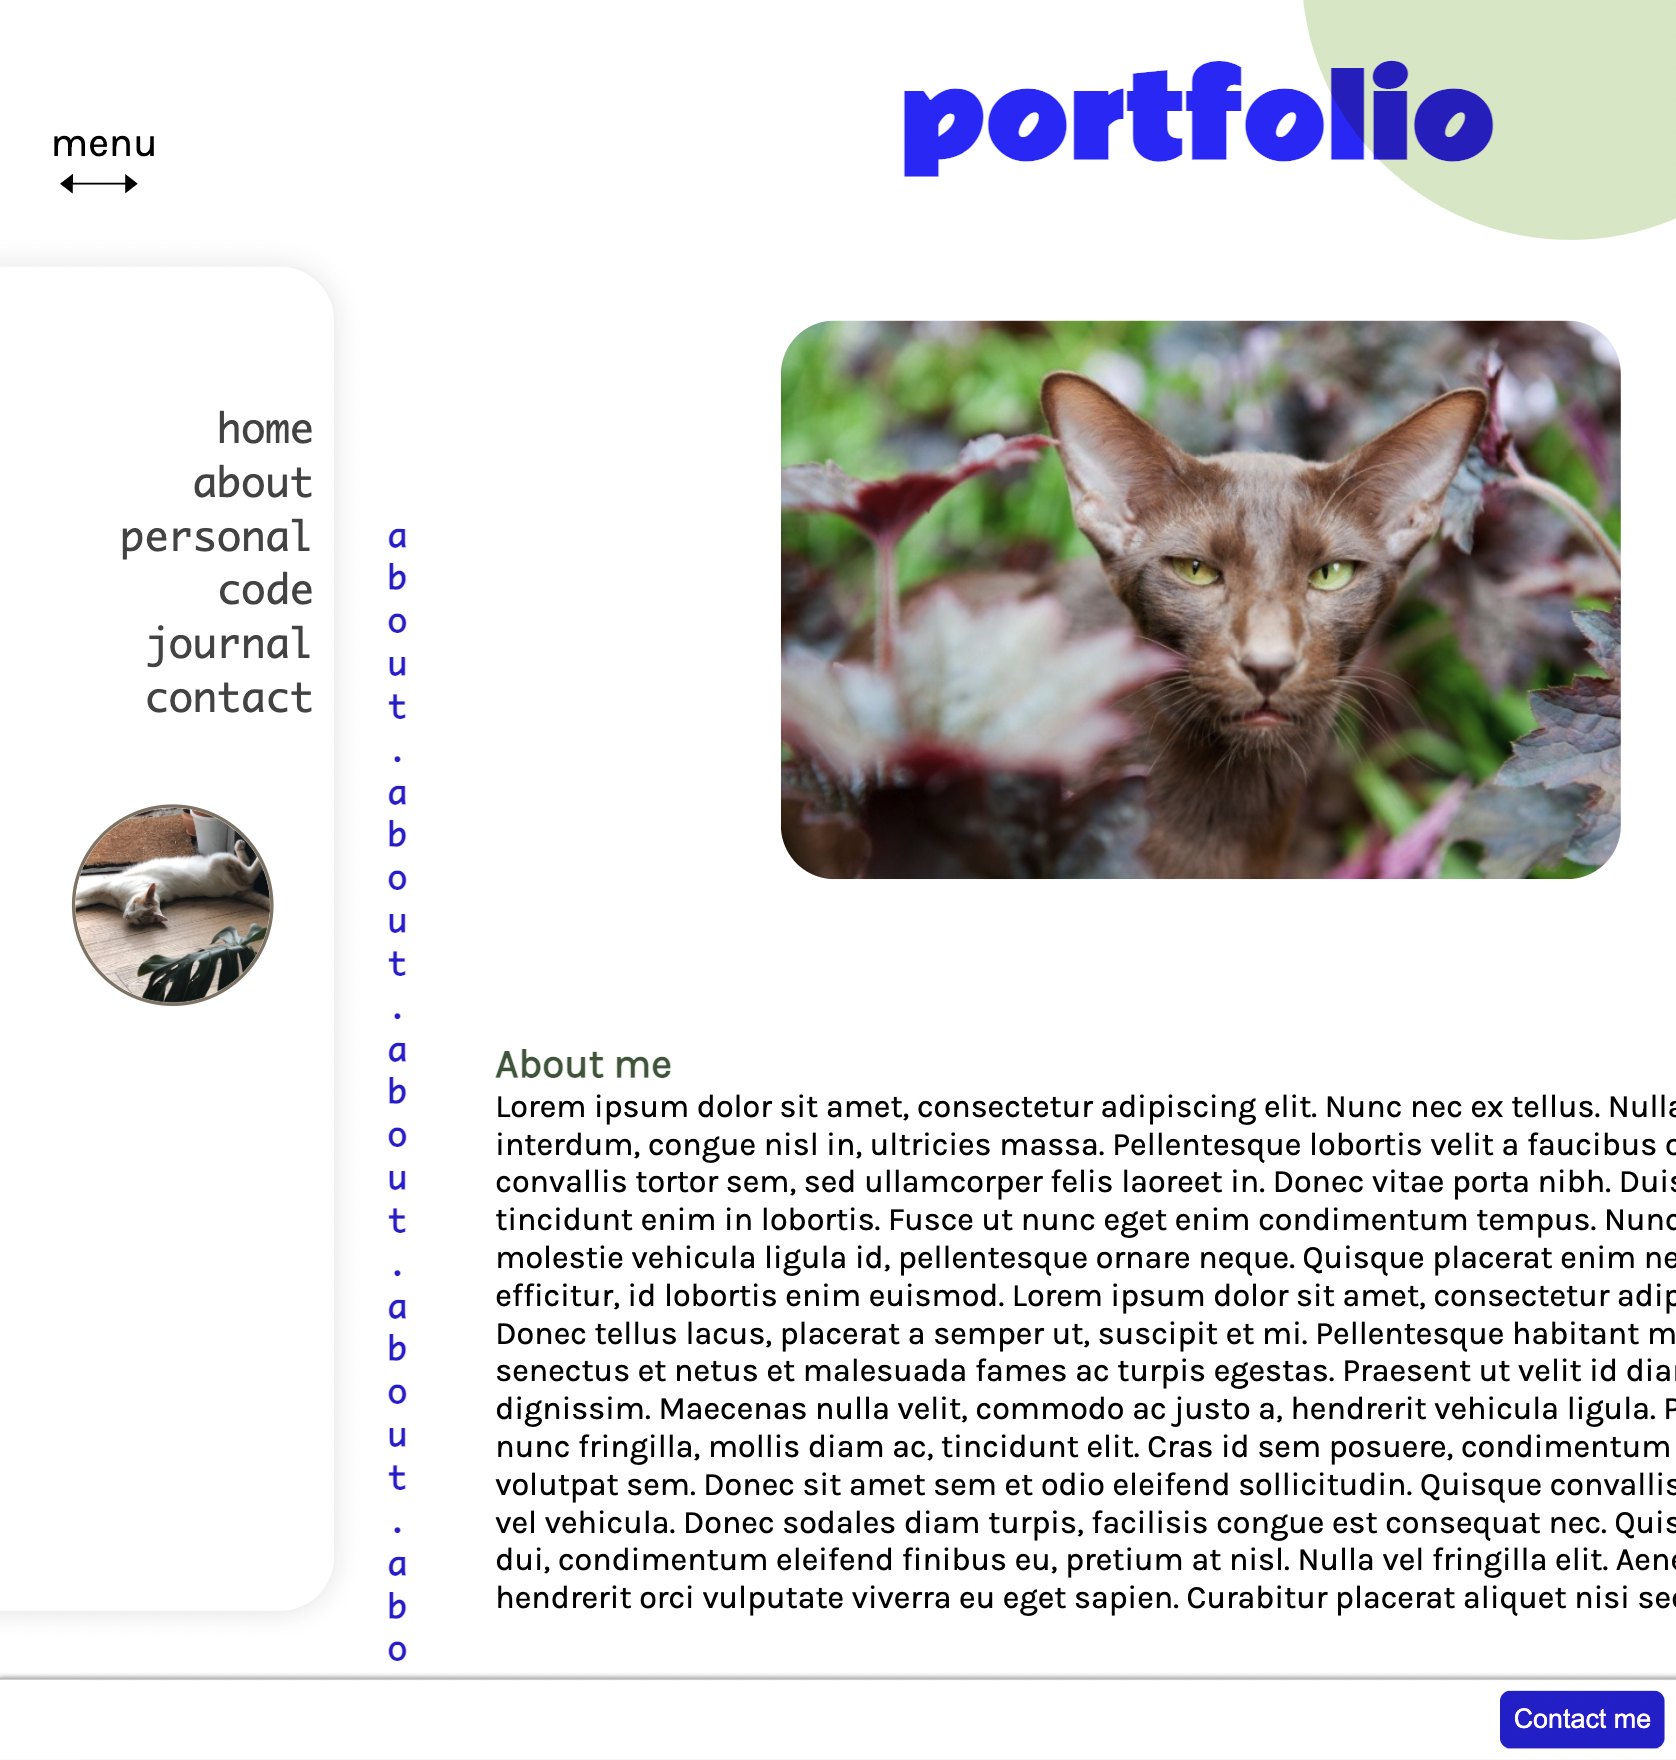 portfolio
menu
home
about
personal
code
journal
contact
a
b
o
u
t
.
a
b
o
u
t
.
a
b
o
u
t
.
a
b
o
u
t
.
a
b
o
About me
Lorem ipsum dolor sit amet, consectetur adipiscing elit. Nunc nec ex tellus. Nulla
interdum, congue nisl in, ultricies massa. Pellentesque lobortis velit a faucibus
convallis tortor sem, sed ullamcorper felis laoreet in. Donec vitae porta nibh. Duis
tincidunt enim in lobortis. Fusce ut nunc eget enim condimentum tempus. Nunc
molestie vehicula ligula id, pellentesque ornare neque. Quisque placerat enim ne
efficitur, id lobortis enim euismod. Lorem ipsum dolor sit amet, consectetur adip
Donec tellus lacus, placerat a semper ut, suscipit et mi. Pellentesque habitant m
senectus et netus et malesuada fames ac turpis egestas. Praesent ut velit id diam
dignissim. Maecenas nulla velit, commodo ac justo a, hendrerit vehicula ligula. P
nunc fringilla, mollis diam ac, tincidunt elit. Cras id sem posuere, condimentum
volutpat sem. Donec sit amet sem et odio eleifend sollicitudin. Quisque convallis
vel vehicula. Donec sodales diam turpis, facilisis congue est consequat nec. Quis
dui, condimentum eleifend finibus eu, pretium at nisl. Nulla vel fringilla elit. Aene
hendrerit orci vulputate viverra eu eget sapien. Curabitur placerat aliquet nisi sed
Contact me